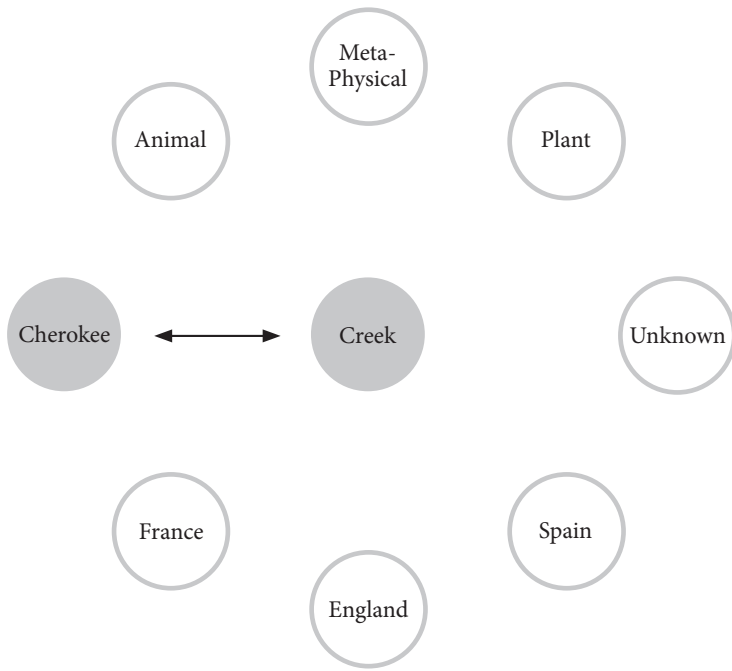 Meta-
Physical
Animal
Plant
Cherokee
Creek
Unknown
France
Spain
England